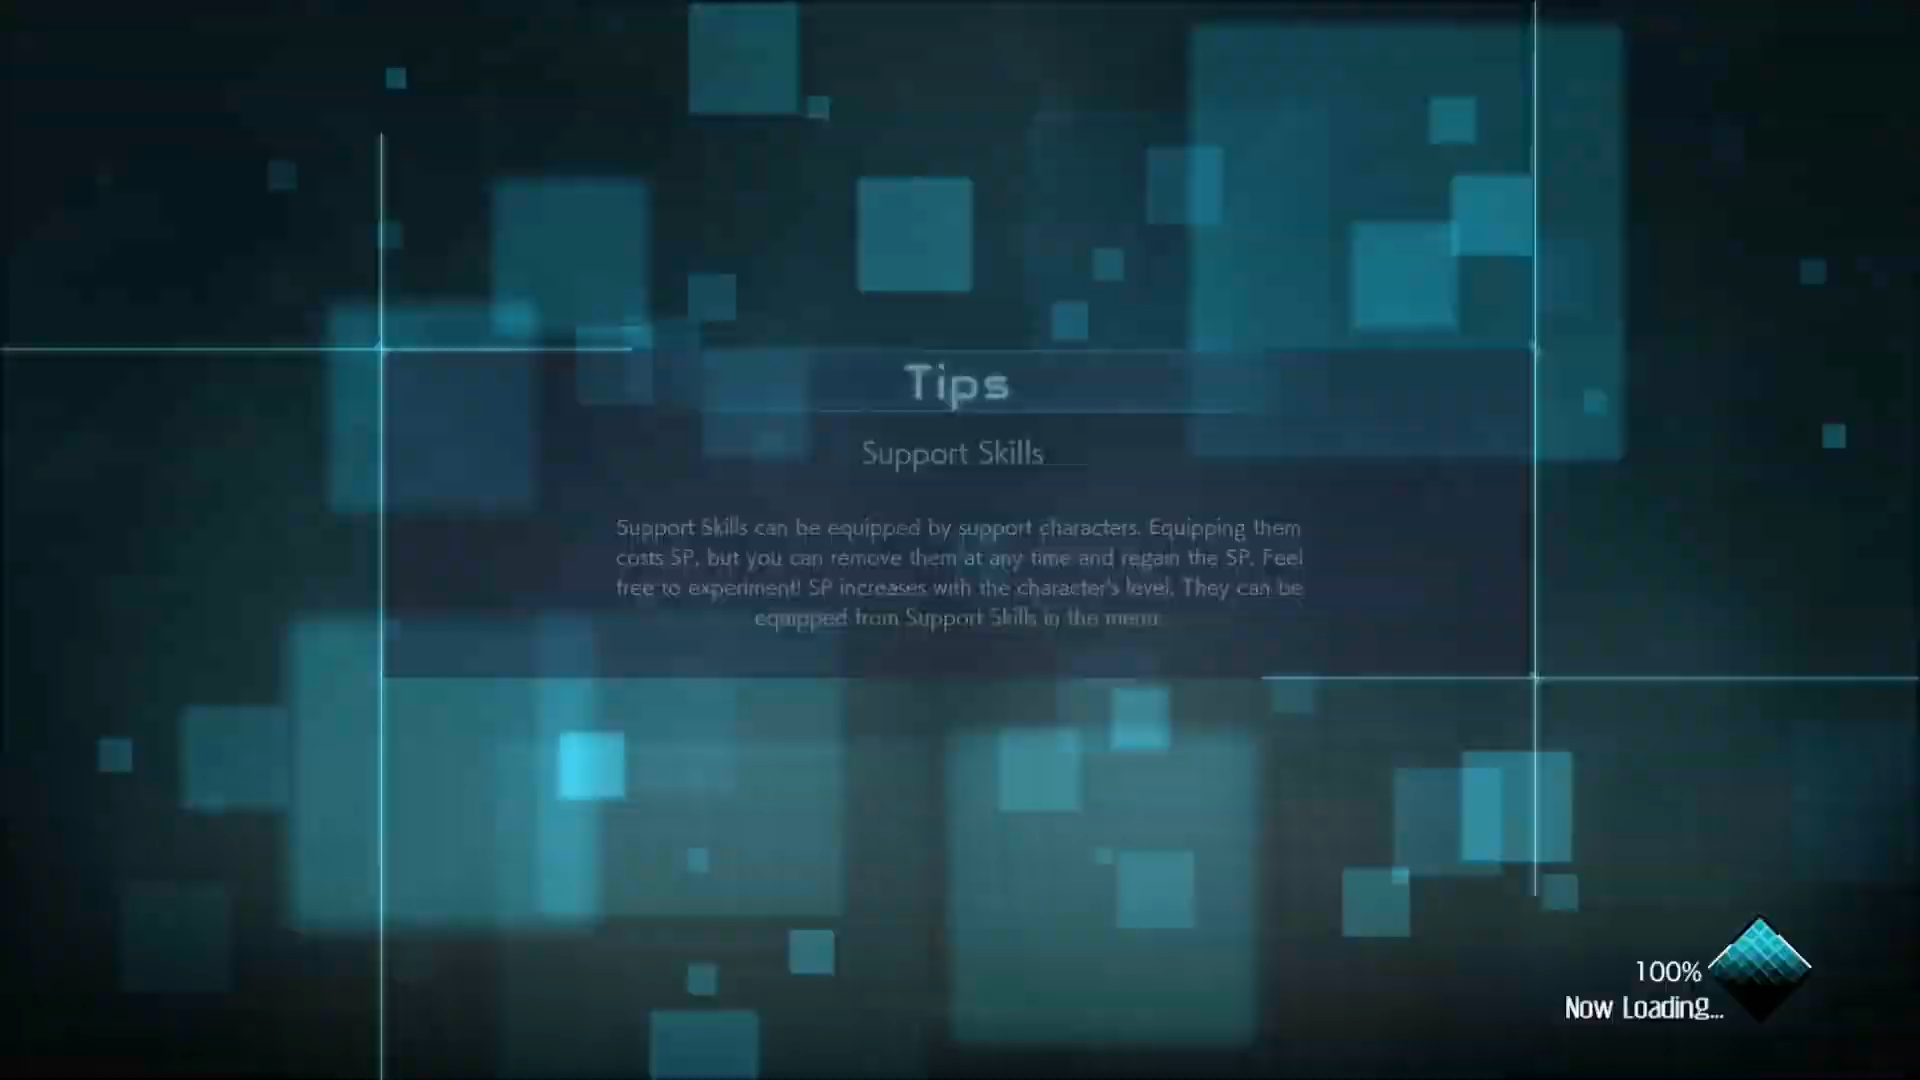 Tips
Support Skills
Support Skills can be equipped by support characters. Equipping them
costs SP, but you can remove them at any time and regain the SP. Feel
free to experiment! SP increases with the character's level. They can be
equipped from Support Skills in the menu.
100%
Now Loading...